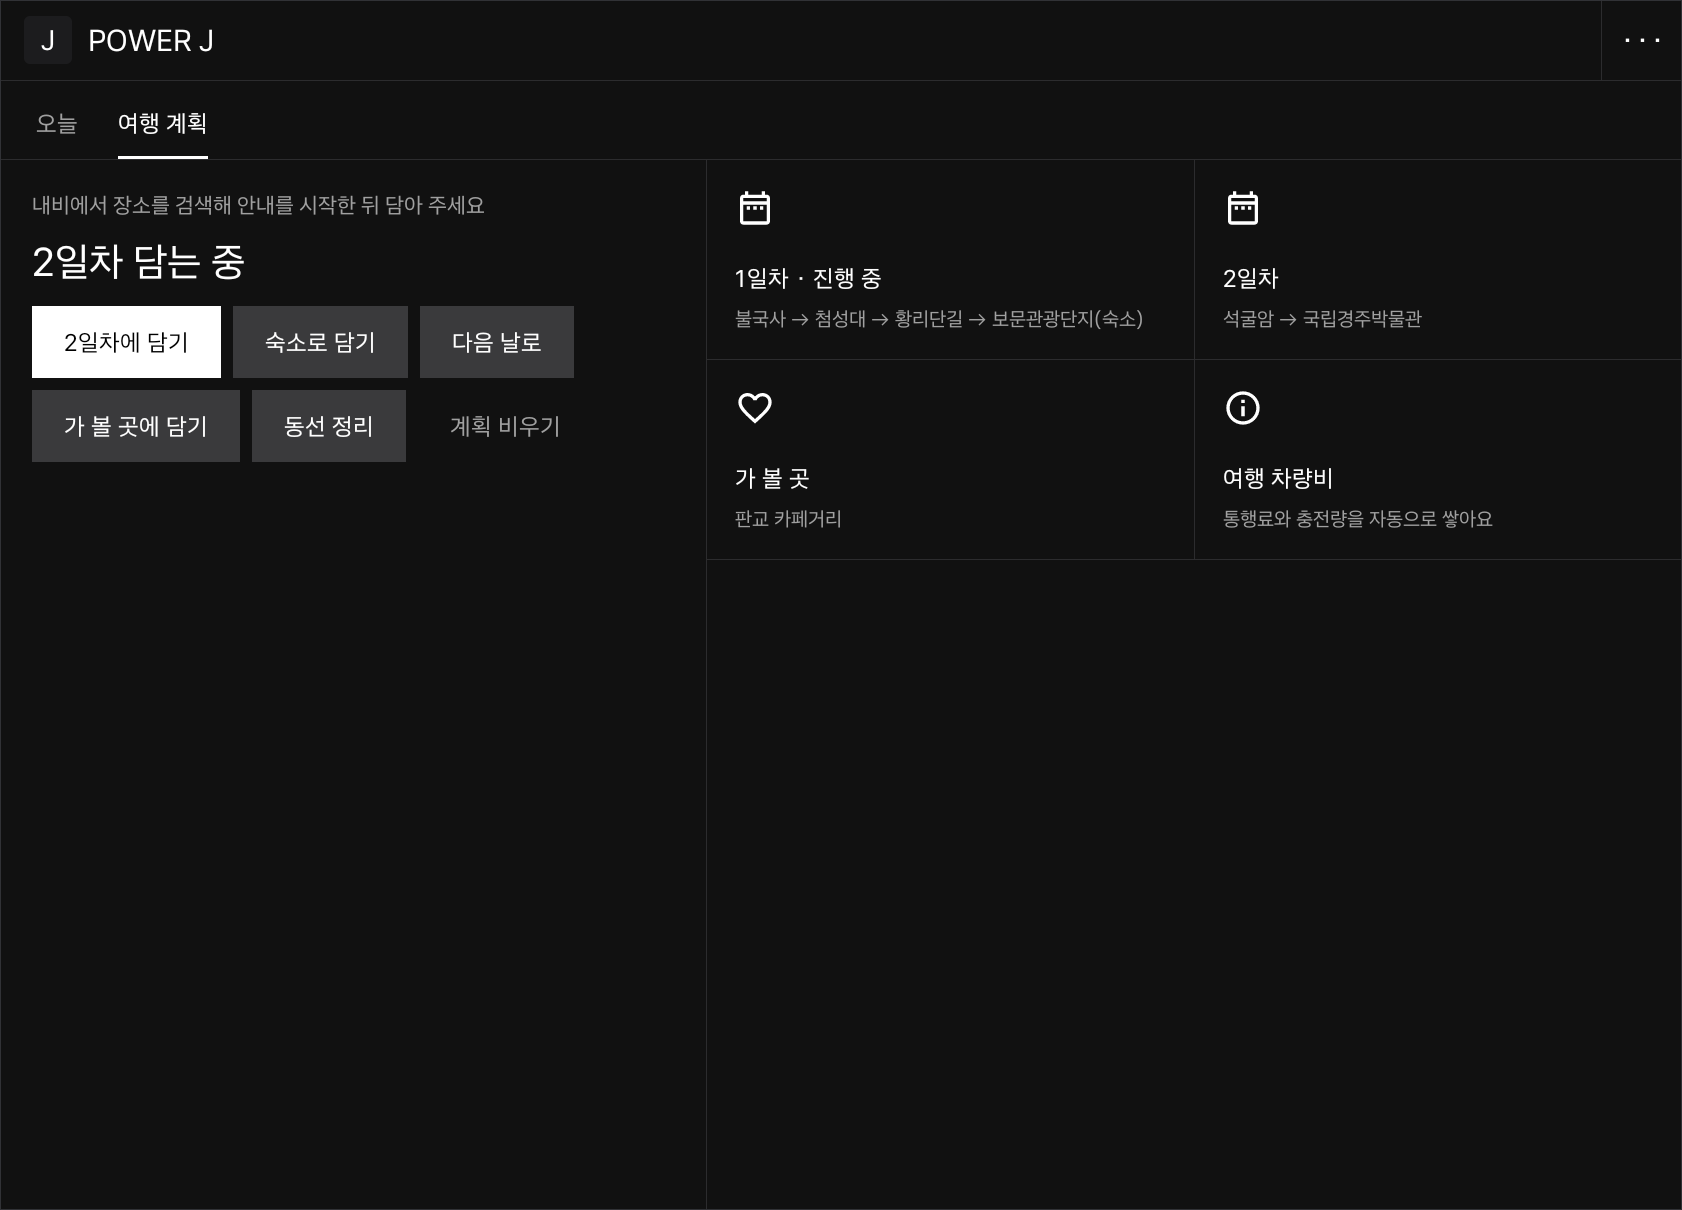 J POWER J
···
오늘 여행 계획
내비에서 장소를 검색해 안내를 시작한 뒤 담아 주세요
2일차 담는 중
2일차에 담기 숙소로 담기 다음 날로
가 볼 곳에 담기 동선 정리 계획 비우기
1일차 · 진행 중
불국사 → 첨성대 → 황리단길 → 보문관광단지(숙소)
2일차
석굴암 → 국립경주박물관
가 볼 곳
판교 카페거리
여행 차량비
통행료와 충전량을 자동으로 쌓아요